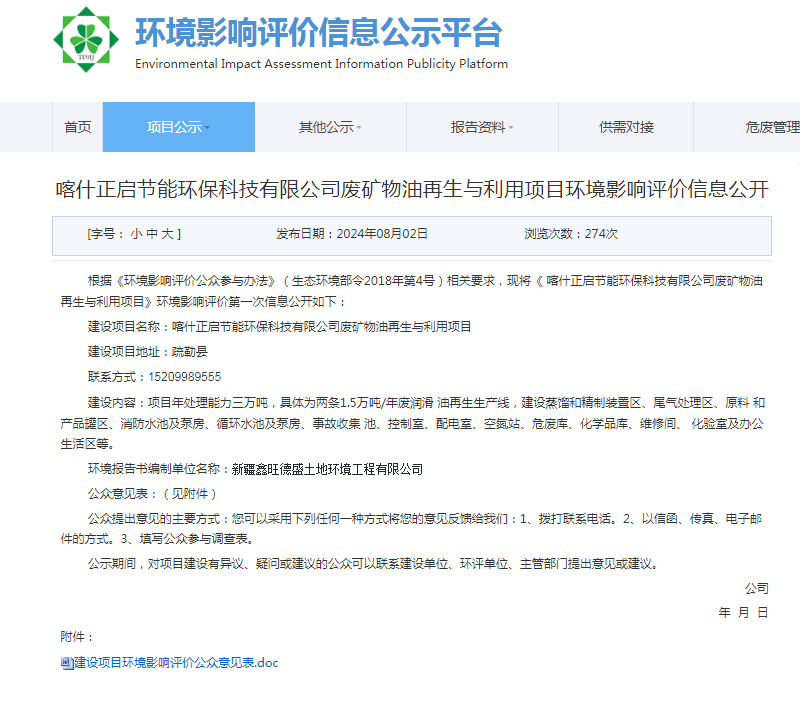 TIMHJ
环境影响评价信息公示平台
Environmental Impact Assessment Information Publicity Platform
首页 项目公示 其他公示 报告资料 供需对接 危废管理
喀什正启节能环保科技有限公司废矿物油再生与利用项目环境影响评价信息公开
[字号： 小 中 大 ] 发布日期：2024年08月02日 浏览次数：274次
根据《环境影响评价公众参与办法》（生态环境部令2018年第4号）相关要求，现将《 喀什正启节能环保科技有限公司废矿物油
再生与利用项目》环境影响评价第一次信息公开如下：
建设项目名称：喀什正启节能环保科技有限公司废矿物油再生与利用项目
建设项目地址：疏勒县
联系方式：15209989555
建设内容：项目年处理能力三万吨，具体为两条1.5万吨/年废润滑 油再生生产线，建设蒸馏和精制装置区、尾气处理区、原料 和
产品罐区、消防水池及泵房、循环水池及泵房、事故收集 池、控制室、配电室、空氮站、危废库、化学品库、维修间、 化验室及办公
生活区等。
环境报告书编制单位名称：新疆鑫旺德盛土地环境工程有限公司
公众意见表：（见附件）
公众提出意见的主要方式：您可以采用下列任何一种方式将您的意见反馈给我们：1、拨打联系电话。2、以信函、传真、电子邮
件的方式。3、填写公众参与调查表。
公示期间，对项目建设有异议、疑问或建议的公众可以联系建设单位、环评单位、主管部门提出意见或建议。
公司
年 月 日
附件：
建设项目环境影响评价公众意见表.doc